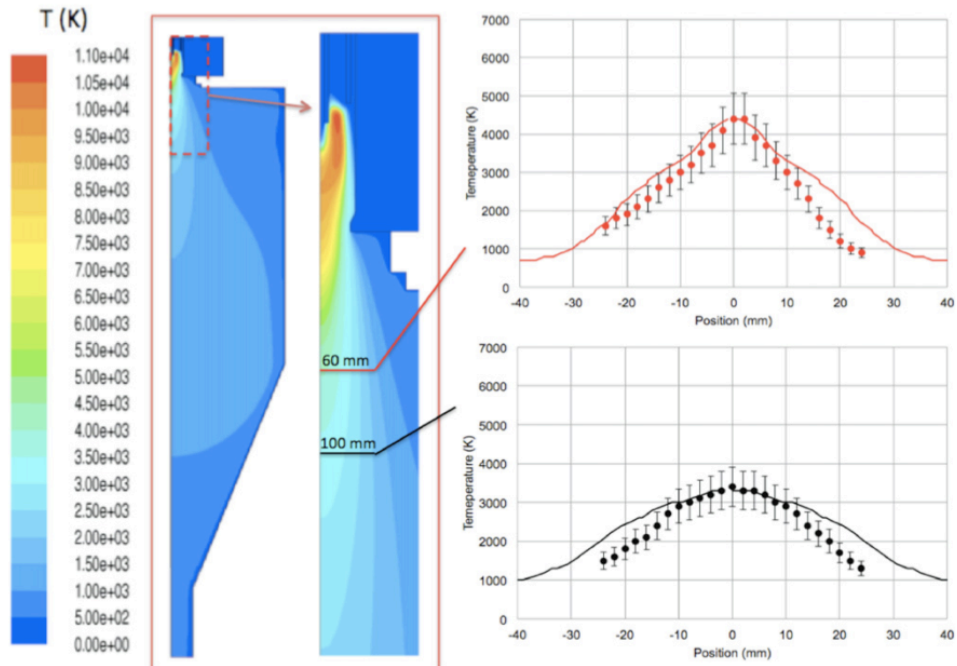 T (K)
1.10e+04
1.05e+04
1.00e+04
9.50e+03
9.00e+03
8.50e+03
8.00e+03
7.50e+03
7.00e+03
6.50e+03
6.00e+03
5.50e+03
5.00e+03
4.50e+03
4.00e+03
3.50e+03
3.00e+03
2.50e+03
2.00e+03
1.50e+03
1.00e+03
5.00e+02
0.00e+00
60 mm
100 mm
7000
6000
5000
4000
3000
2000
1000
0
Temeperature (K)
-40 -30 -20 -10 0 10 20 30 40
Position (mm)
7000
6000
5000
4000
3000
2000
1000
0
Temeperature (K)
-40 -30 -20 -10 0 10 20 30 40
Position (mm)